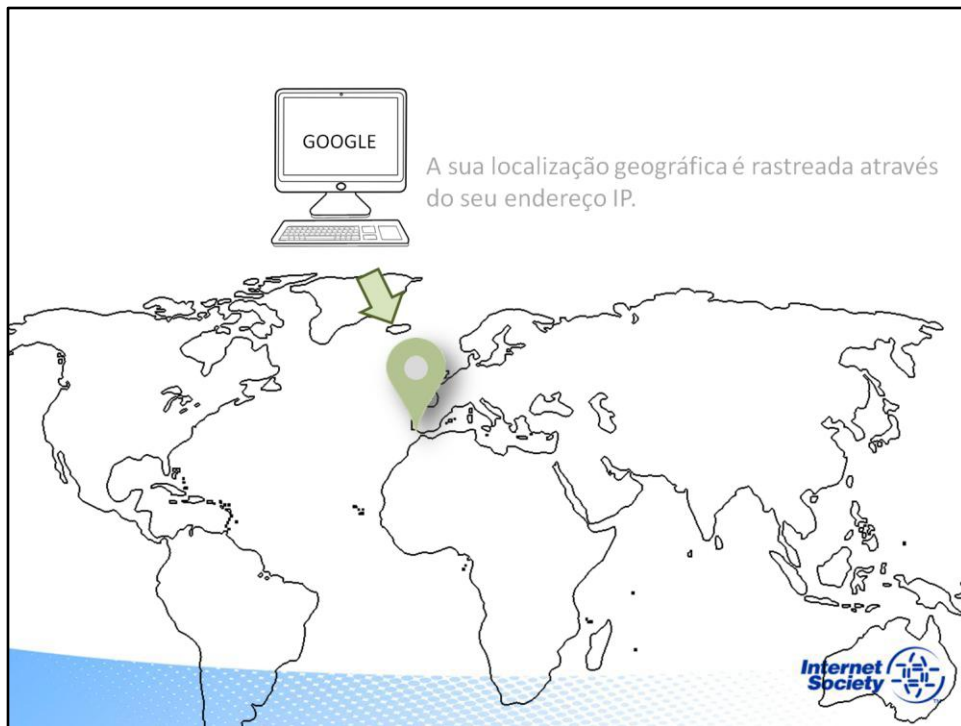 GOOGLE
A sua localização geográfica é rastreada através
do seu endereço IP.
Internet
Society